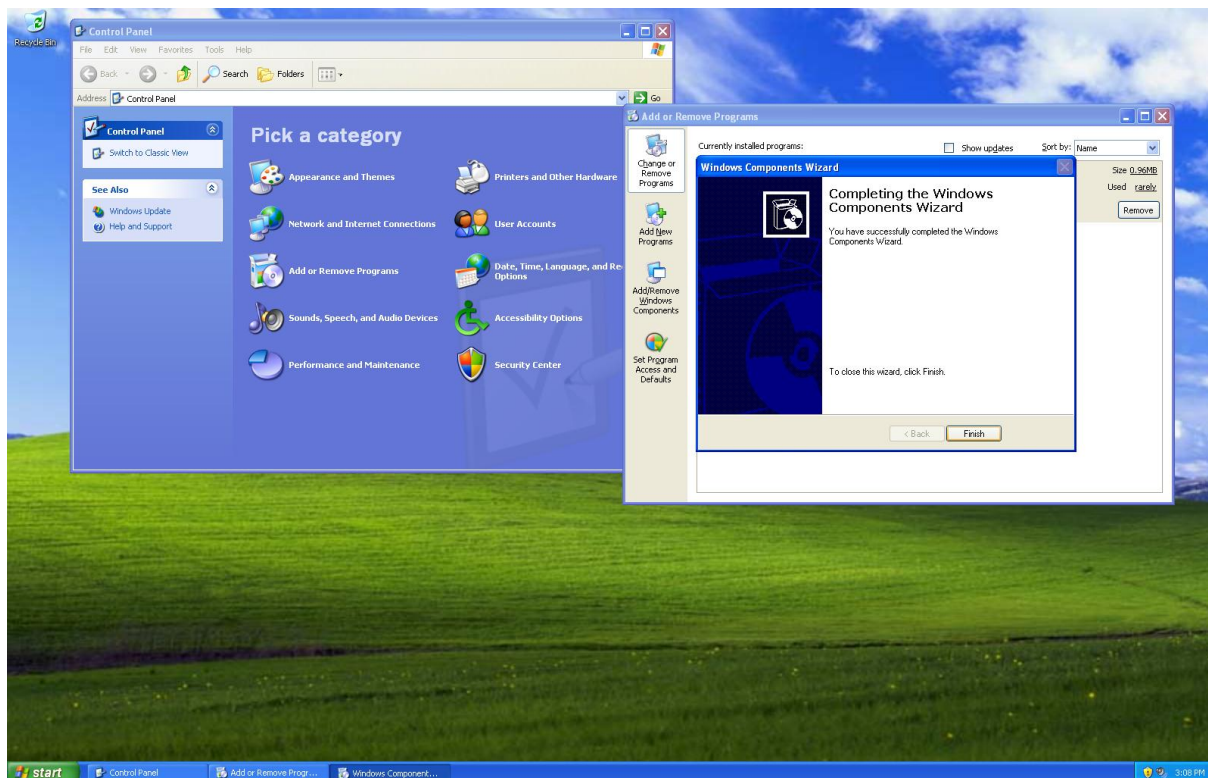 Recycle Bin
Control Panel
File Edit View Favorites Tools Help
Back Search Folders
Address Control Panel Go
Control Panel
Switch to Classic View
See Also
Windows Update
Help and Support
Pick a category
Appearance and Themes
Printers and Other Hardware
Network and Internet Connections
User Accounts
Add or Remove Programs
Date, Time, Language, and Re
Options
Sounds, Speech, and Audio Devices
Accessibility Options
Performance and Maintenance
Security Center
Add or Remove Programs
Change or
Remove
Programs
Add New
Programs
Add/Remove
Windows
Components
Set Program
Access and
Defaults
Currently installed programs:
Show updates
Sort by: Name
Size 0.96MB
Used rarely
Remove
Windows Components Wizard
Completing the Windows
Components Wizard
You have successfully completed the Windows
Components Wizard.
To close this wizard, click Finish.
< Back Finish
start Control Panel Add or Remove Progr... Windows Component... 3:08 PM